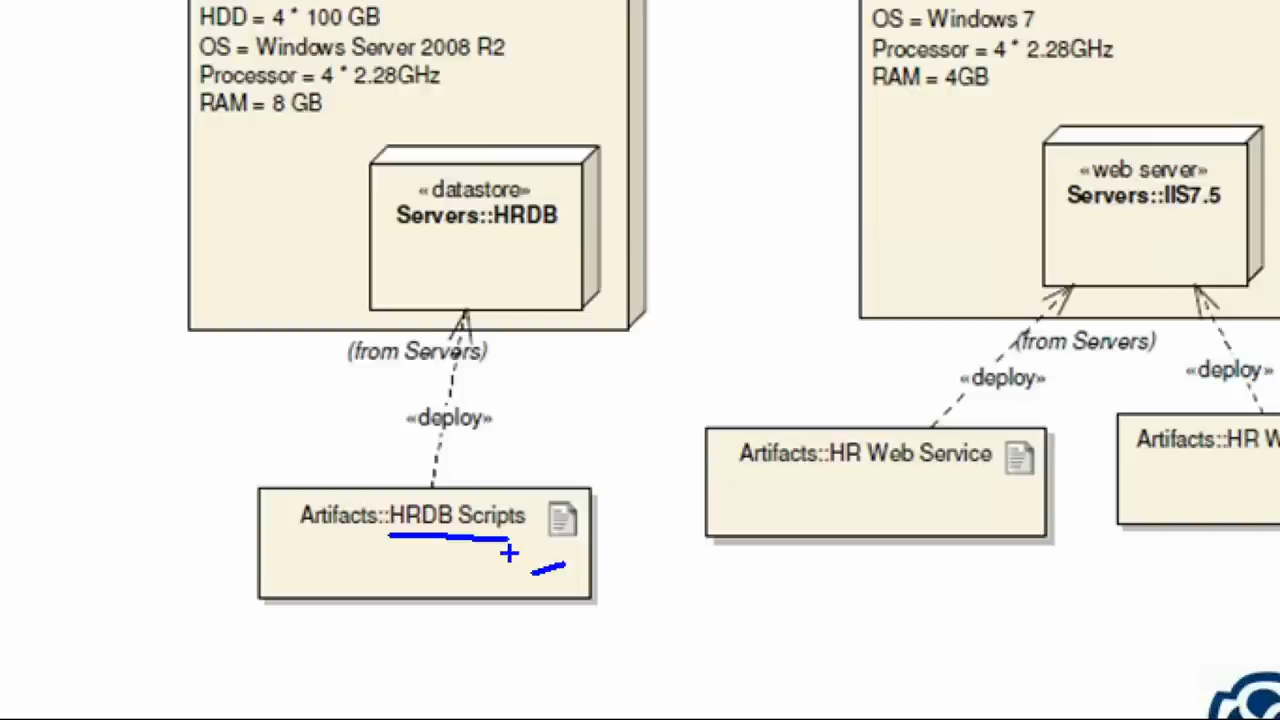 HDD = 4 * 100 GB
OS = Windows Server 2008 R2
Processor = 4 * 2.28GHz
RAM = 8 GB
«datastore»
Servers::HRDB
(from Servers)
«deploy»
Artifacts::HRDB Scripts
OS = Windows 7
Processor = 4 * 2.28GHz
RAM = 4GB
«web server»
Servers::IIS7.5
(from Servers)
«deploy»
«deploy»
Artifacts::HR Web Service
Artifacts::HR